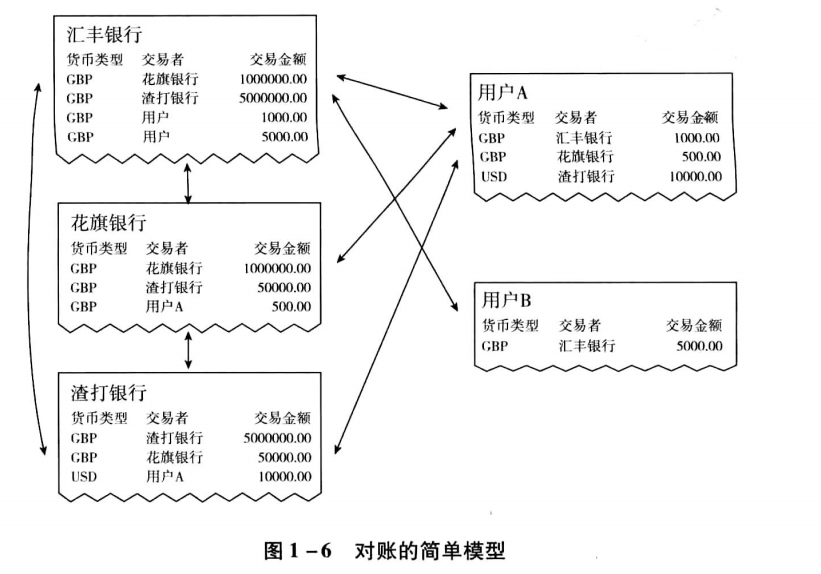 汇丰银行
货币类型 交易者 交易金额
GBP 花旗银行 1000000.00
GBP 渣打银行 5000000.00
GBP 用户 1000.00
GBP 用户 5000.00
花旗银行
货币类型 交易者 交易金额
GBP 花旗银行 1000000.00
GBP 渣打银行 50000.00
GBP 用户A 500.00
渣打银行
货币类型 交易者 交易金额
GBP 渣打银行 5000000.00
GBP 花旗银行 50000.00
USD 用户A 10000.00
用户A
货币类型 交易者 交易金额
GBP 汇丰银行 1000.00
GBP 花旗银行 500.00
USD 渣打银行 10000.00
用户B
货币类型 交易者 交易金额
GBP 汇丰银行 5000.00
图1-6 对账的简单模型